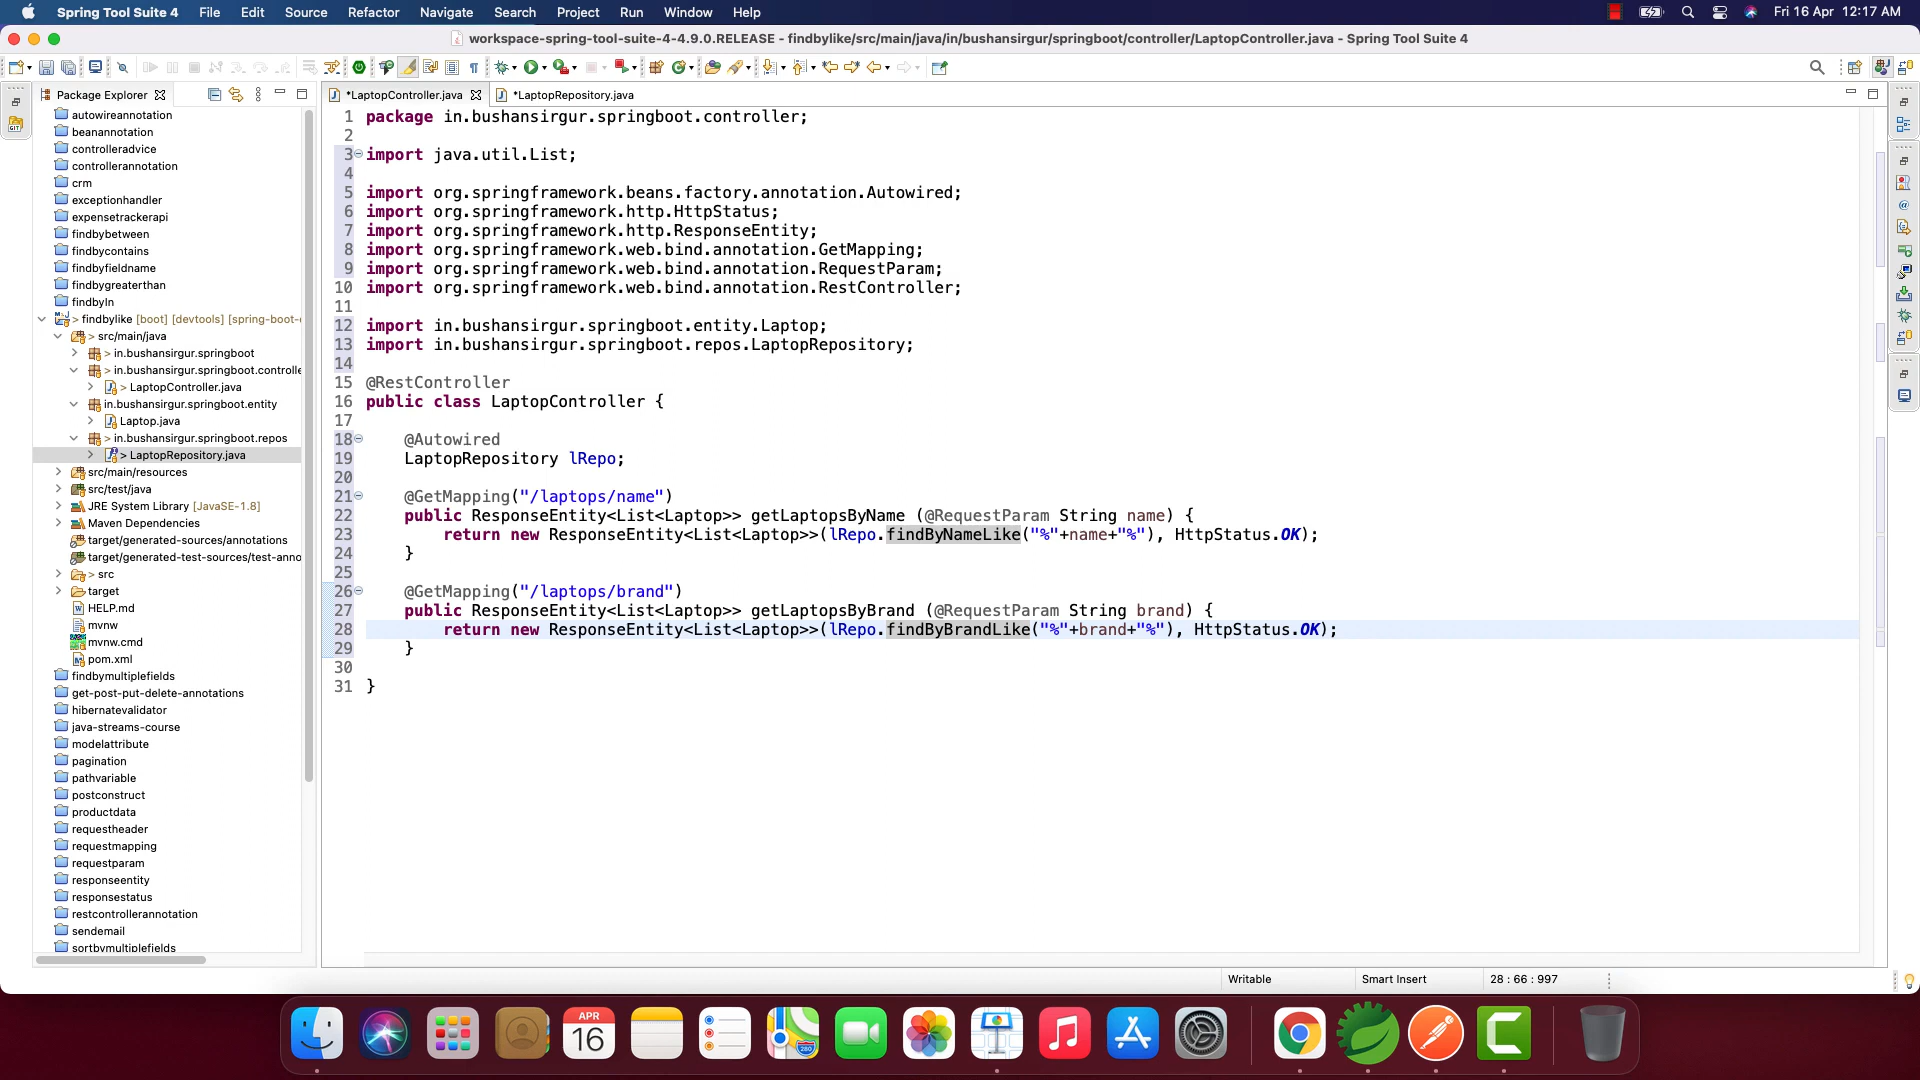 Spring Tool Suite 4 File Edit Source Refactor Navigate Search Project Run Window Help Fri 16 Apr 12:17 AM
workspace-spring-tool-suite-4-4.9.0.RELEASE - findbylike/src/main/java/in/bushansirgur/springboot/controller/LaptopController.java - Spring Tool Suite 4
Package Explorer
autowireannotation
beanannotation
controlleradvice
controllerannotation
crm
exceptionhandler
expensetrackerapi
findbybetween
findbycontains
findbyfieldname
findbygreaterthan
findbyIn
> findbylike [boot] [devtools] [spring-boot-
> src/main/java
> in.bushansirgur.springboot
> in.bushansirgur.springboot.controlle
> LaptopController.java
in.bushansirgur.springboot.entity
Laptop.java
> in.bushansirgur.springboot.repos
> LaptopRepository.java
src/main/resources
src/test/java
JRE System Library [JavaSE-1.8]
Maven Dependencies
target/generated-sources/annotations
target/generated-test-sources/test-anno
> src
target
HELP.md
mvnw
mvnw.cmd
pom.xml
findbymultiplefields
get-post-put-delete-annotations
hibernatevalidator
java-streams-course
modelattribute
pagination
pathvariable
postconstruct
productdata
requestheader
requestmapping
requestparam
responseentity
responsestatus
restcontrollerannotation
sendemail
sortbymultiplefields
*LaptopController.java *LaptopRepository.java
1 package in.bushansirgur.springboot.controller;
2
3 import java.util.List;
4
5 import org.springframework.beans.factory.annotation.Autowired;
6 import org.springframework.http.HttpStatus;
7 import org.springframework.http.ResponseEntity;
8 import org.springframework.web.bind.annotation.GetMapping;
9 import org.springframework.web.bind.annotation.RequestParam;
10 import org.springframework.web.bind.annotation.RestController;
11
12 import in.bushansirgur.springboot.entity.Laptop;
13 import in.bushansirgur.springboot.repos.LaptopRepository;
14
15 @RestController
16 public class LaptopController {
17
18 @Autowired
19 LaptopRepository lRepo;
20
21 @GetMapping("/laptops/name")
22 public ResponseEntity<List<Laptop>> getLaptopsByName (@RequestParam String name) {
23 return new ResponseEntity<List<Laptop>>(lRepo.findByNameLike("%"+name+"%"), HttpStatus.OK);
24 }
25
26 @GetMapping("/laptops/brand")
27 public ResponseEntity<List<Laptop>> getLaptopsByBrand (@RequestParam String brand) {
28 return new ResponseEntity<List<Laptop>>(lRepo.findByBrandLike("%"+brand+"%"), HttpStatus.OK);
29 }
30
31 }
Writable Smart Insert 28 : 66 : 997
APR
16
280